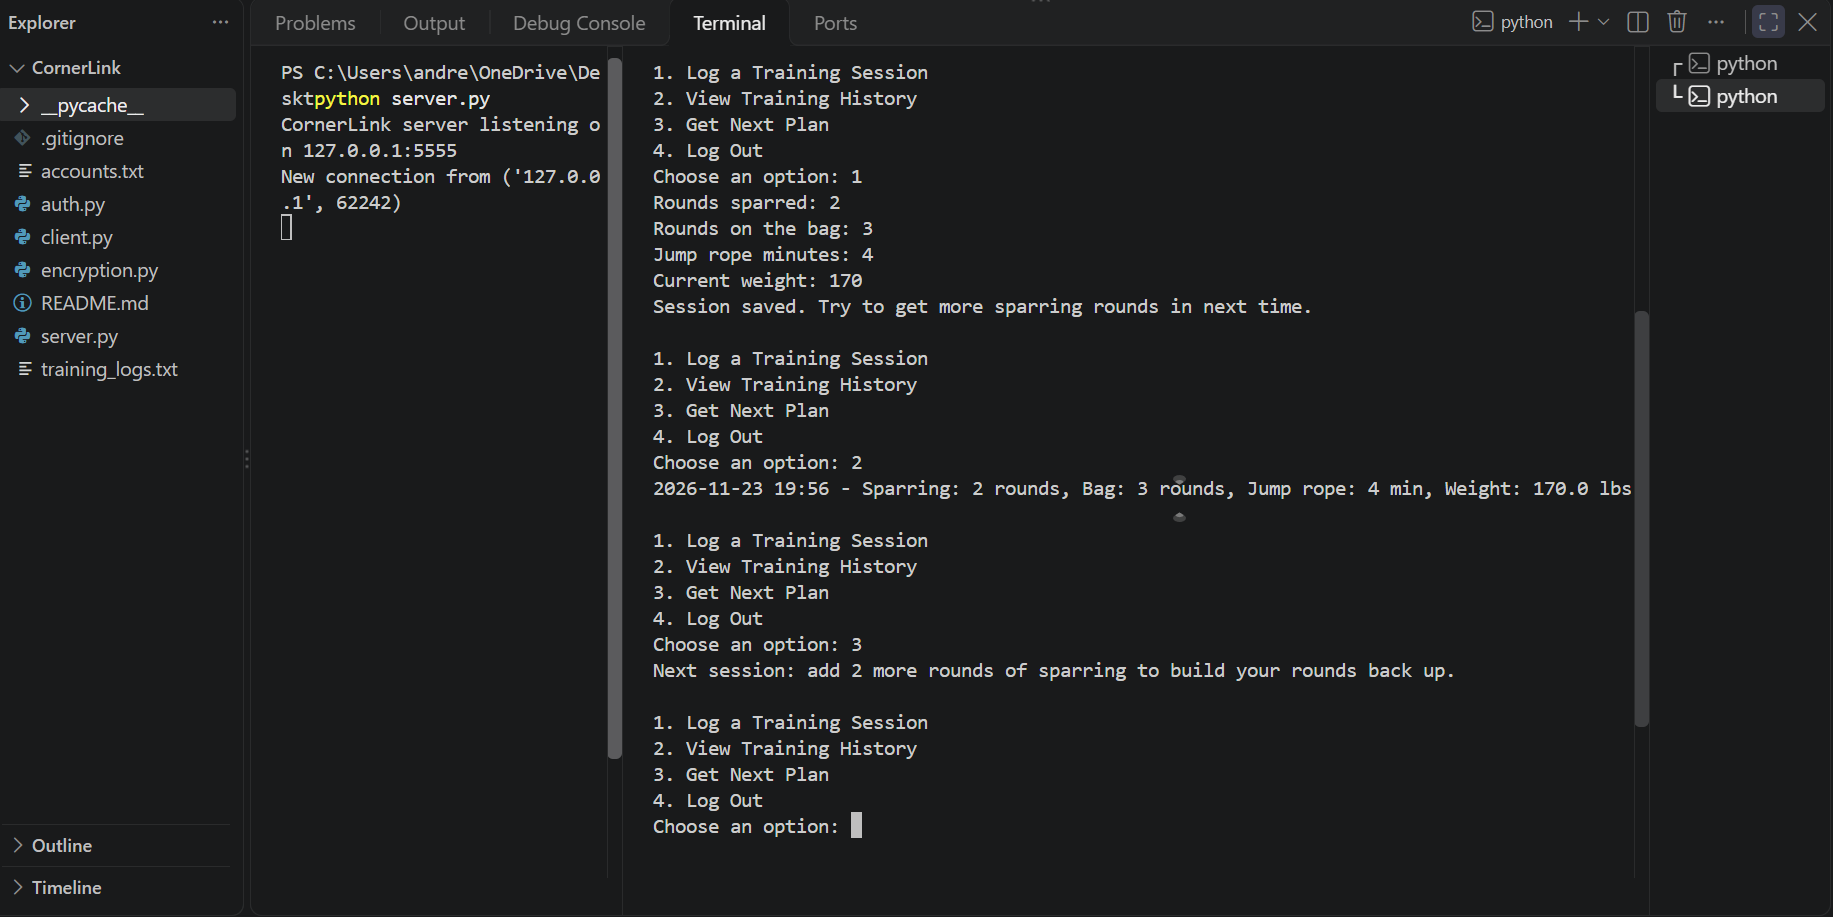 Explorer
CornerLink
__pycache__
.gitignore
accounts.txt
auth.py
client.py
encryption.py
README.md
server.py
training_logs.txt
Outline
Timeline
Problems
Output
Debug Console
Terminal
Ports
python
PS C:\Users\andre\OneDrive\De
sktpython server.py
CornerLink server listening o
n 127.0.0.1:5555
New connection from ('127.0.0
.1', 62242)
1. Log a Training Session
2. View Training History
3. Get Next Plan
4. Log Out
Choose an option: 1
Rounds sparred: 2
Rounds on the bag: 3
Jump rope minutes: 4
Current weight: 170
Session saved. Try to get more sparring rounds in next time.
1. Log a Training Session
2. View Training History
3. Get Next Plan
4. Log Out
Choose an option: 2
2026-11-23 19:56 - Sparring: 2 rounds, Bag: 3 rounds, Jump rope: 4 min, Weight: 170.0 lbs
1. Log a Training Session
2. View Training History
3. Get Next Plan
4. Log Out
Choose an option: 3
Next session: add 2 more rounds of sparring to build your rounds back up.
1. Log a Training Session
2. View Training History
3. Get Next Plan
4. Log Out
Choose an option:
python
python